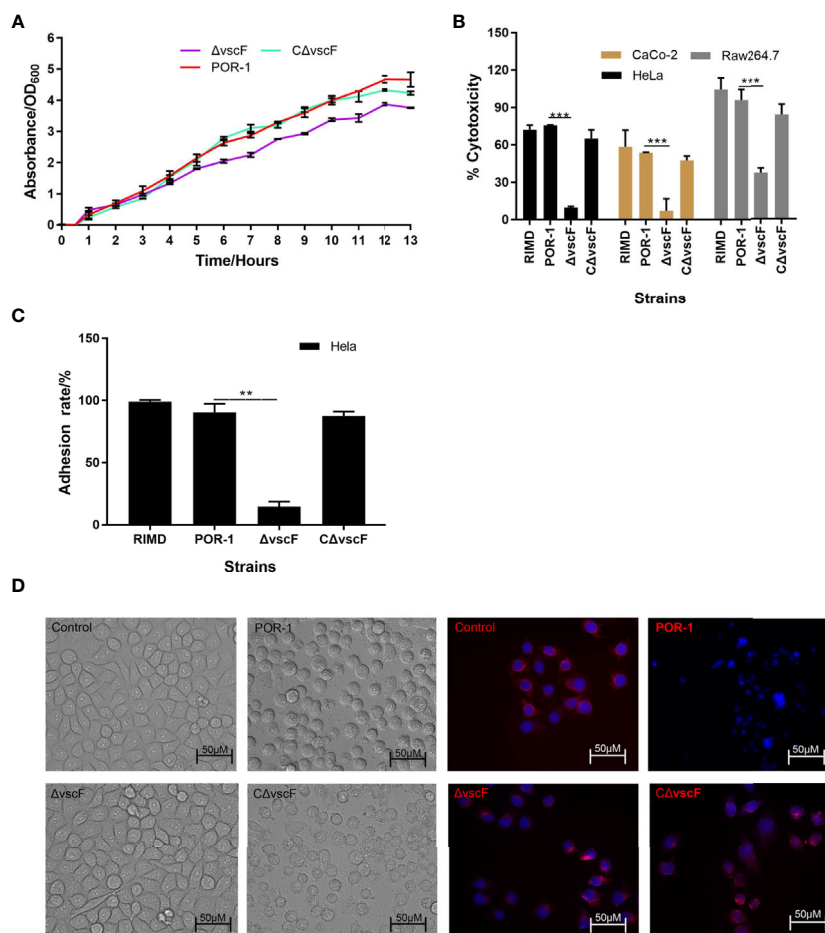 A
ΔvscF
CΔvscF
POR-1
Absorbance/OD600
6
5
4
3
2
1
0
0 1 2 3 4 5 6 7 8 9 10 11 12 13
Time/Hours
B
CaCo-2
Raw264.7
HeLa
% Cytotoxicity
150
120
90
60
30
0
***
***
***
RIMD POR-1 ΔvscF CΔvscF RIMD POR-1 ΔvscF CΔvscF RIMD POR-1 ΔvscF CΔvscF
Strains
C
Hela
Adhesion rate/%
150
100
50
0
**
RIMD POR-1 ΔvscF CΔvscF
Strains
D
Control
50μM
POR-1
50μM
Control
50μM
POR-1
50μM
ΔvscF
50μM
CΔvscF
50μM
ΔvscF
50μM
CΔvscF
50μM